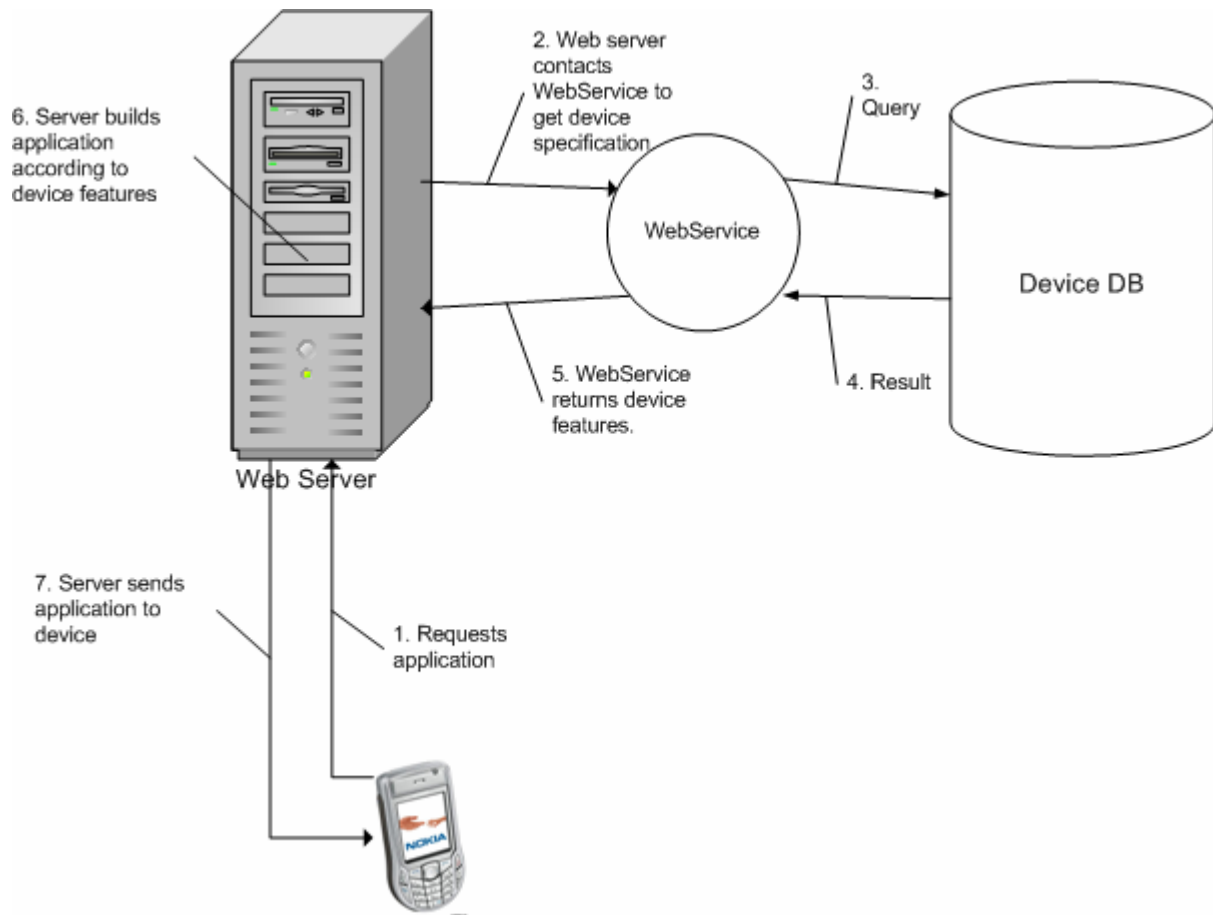 2. Web server
contacts
WebService to
get device
specification
3.
Query
6. Server builds
application
according to
device features
WebService
Device DB
5. WebService
returns device
features.
4. Result
Web Server
7. Server sends
application to
device
1. Requests
application
NOKIA